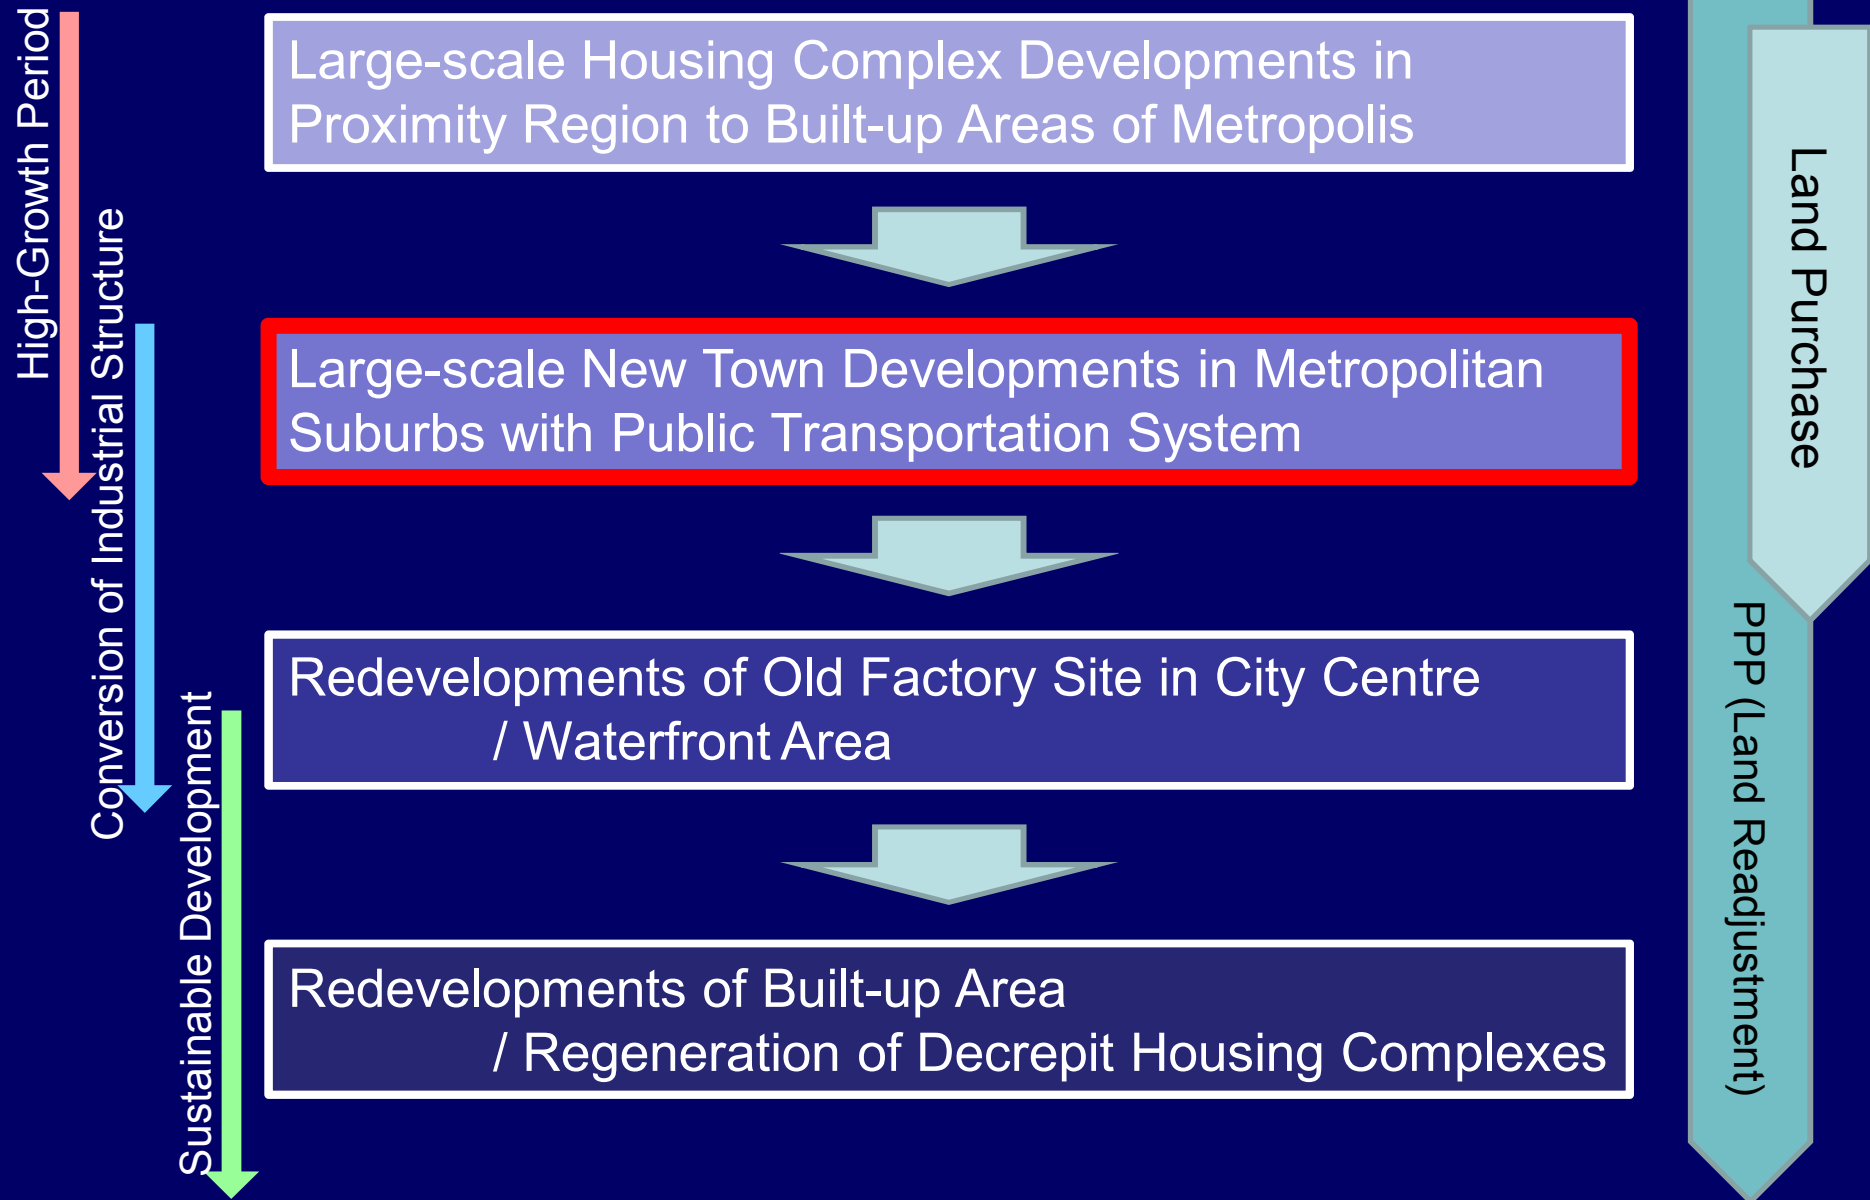 High-Growth Period
Conversion of Industrial Structure
Sustainable Development
Large-scale Housing Complex Developments in
Proximity Region to Built-up Areas of Metropolis
Large-scale New Town Developments in Metropolitan
Suburbs with Public Transportation System
Redevelopments of Old Factory Site in City Centre
/ Waterfront Area
Redevelopments of Built-up Area
/ Regeneration of Decrepit Housing Complexes
Land Purchase
PPP (Land Readjustment)